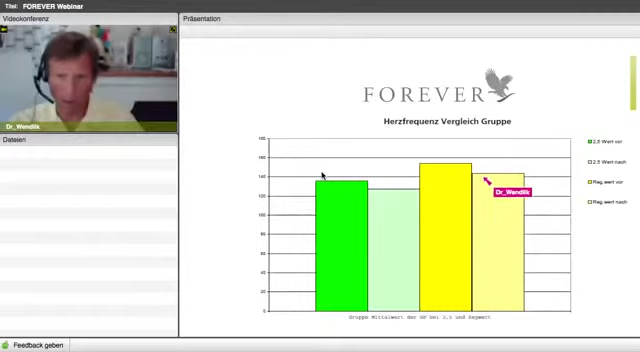 Titel: FOREVER Webinar
Videokonferenz
Präsentation
Dr_Wendlik
Dateien
FOREVER
Herzfrequenz Vergleich Gruppe
180
160
140
120
100
80
60
40
20
0
2,5 Wert vor
2,5 Wert nach
Reg.wert vor
Reg.wert nach
Dr_Wendlik
Gruppe Mittelwert der HF bei 2,5 und Regwert
Feedback geben